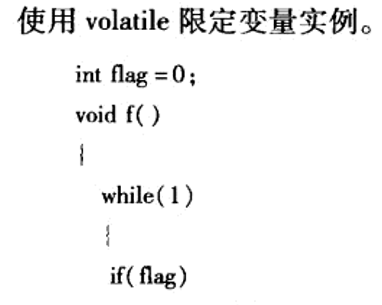 使用 volatile 限定变量实例。
int flag = 0;
void f( )
{
while(1)
{
if( flag)